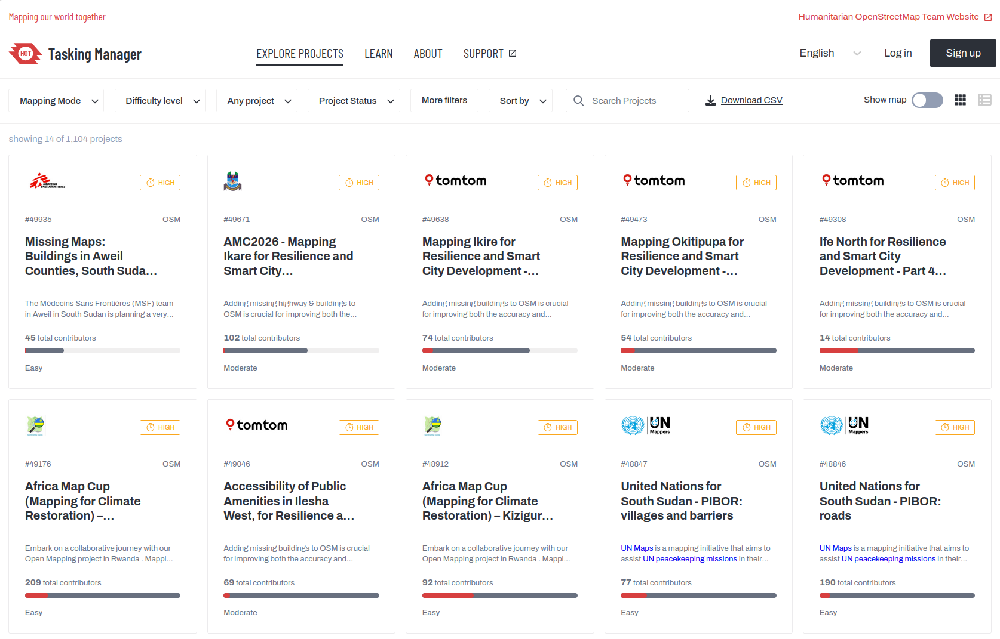 Mapping our world together
Humanitarian OpenStreetMap Team Website
HOT
Tasking Manager
EXPLORE PROJECTS
LEARN
ABOUT
SUPPORT
English
Log in
Sign up
Mapping Mode
Difficulty level
Any project
Project Status
More filters
Sort by
Search Projects
Download CSV
Show map
showing 14 of 1,104 projects
MEDECINS
SANS FRONTIERES
HIGH
#49935
OSM
Missing Maps:
Buildings in Aweil
Counties, South Suda...
The Médecins Sans Frontières (MSF) team
in Aweil in South Sudan is planning a very...
45 total contributors
Easy
HIGH
#49671
OSM
AMC2026 - Mapping
Ikare for Resilience and
Smart City...
Adding missing highway & buildings to
OSM is crucial for improving both the...
102 total contributors
Moderate
tomtom
HIGH
#49638
OSM
Mapping Ikire for
Resilience and Smart
City Development -...
Adding missing buildings to OSM is crucial
for improving both the accuracy and...
74 total contributors
Moderate
tomtom
HIGH
#49473
OSM
Mapping Okitipupa for
Resilience and Smart
City Development -...
Adding missing buildings to OSM is crucial
for improving both the accuracy and...
54 total contributors
Moderate
tomtom
HIGH
#49308
OSM
Ife North for Resilience
and Smart City
Development - Part 4...
Adding missing buildings to OSM is crucial
for improving both the accuracy and...
14 total contributors
Moderate
HIGH
#49176
OSM
Africa Map Cup
(Mapping for Climate
Restoration) –...
Embark on a collaborative journey with our
Open Mapping project in Rwanda . Mappi...
209 total contributors
Easy
tomtom
HIGH
#49046
OSM
Accessibility of Public
Amenities in Ilesha
West, for Resilience a...
Adding missing buildings to OSM is crucial
for improving both the accuracy and...
69 total contributors
Moderate
HIGH
#48912
OSM
Africa Map Cup
(Mapping for Climate
Restoration) – Kizigur...
Embark on a collaborative journey with our
Open Mapping project in Rwanda . Mappi...
92 total contributors
Easy
UN
Mappers
HIGH
#48847
OSM
United Nations for
South Sudan - PIBOR:
villages and barriers
UN Maps is a mapping initiative that aims to
assist UN peacekeeping missions in their...
77 total contributors
Easy
UN
Mappers
HIGH
#48846
OSM
United Nations for
South Sudan - PIBOR:
roads
UN Maps is a mapping initiative that aims to
assist UN peacekeeping missions in their...
190 total contributors
Easy